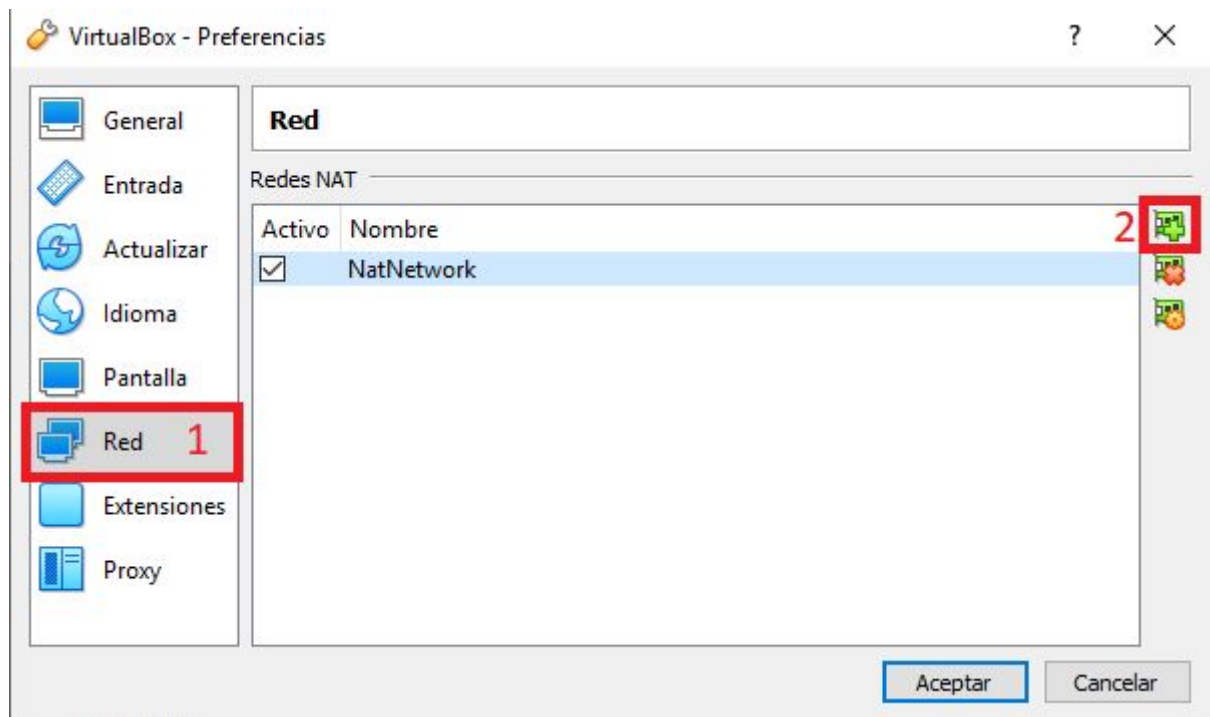 VirtualBox - Preferencias ?
General
Entrada
Actualizar
Idioma
Pantalla
Red 1
Extensiones
Proxy
Red
Redes NAT
Activo Nombre 2
NatNetwork
Aceptar Cancelar